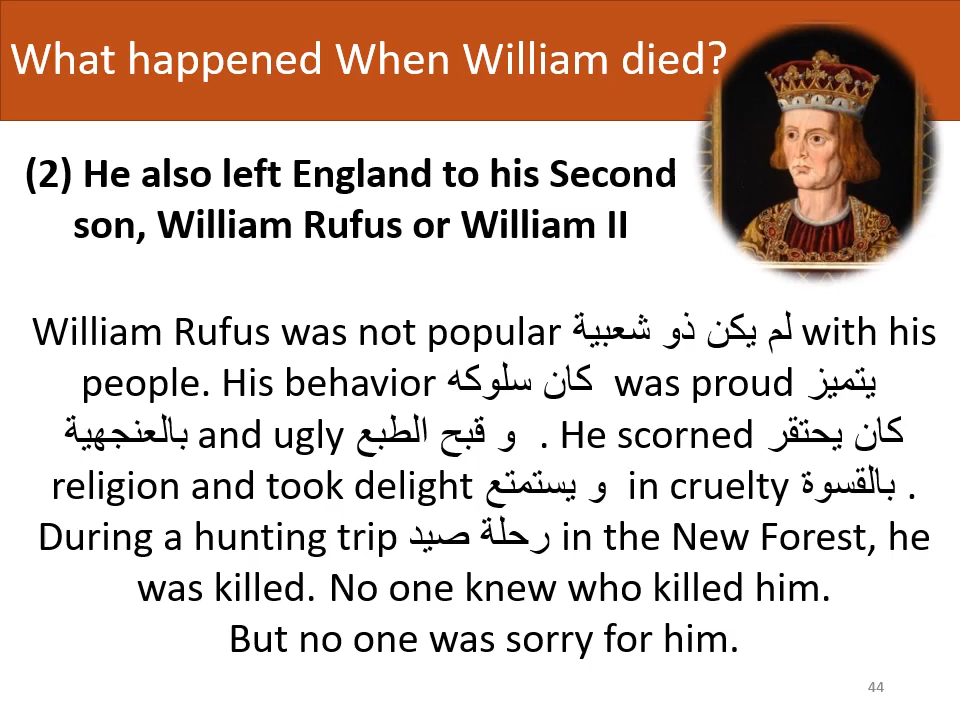 What happened When William died?
(2) He also left England to his Second
son, William Rufus or William II
William Rufus was not popular لم يكن ذو شعبية with his
people. His behavior كان سلوكه was proud يتميز
بالعنجهية and ugly و قبح الطبع . He scorned كان يحتقر
religion and took delight و يستمتع in cruelty بالقسوة .
During a hunting trip رحلة صيد in the New Forest, he
was killed. No one knew who killed him.
But no one was sorry for him.
44